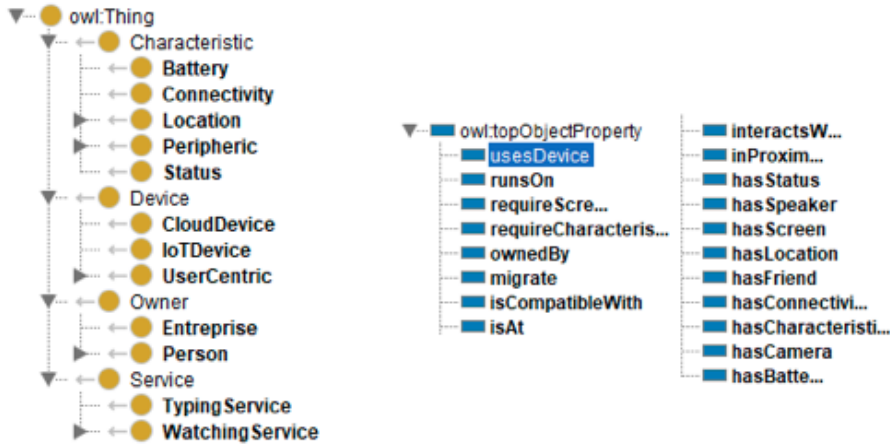 owl:Thing
Characteristic
Battery
Connectivity
Location
Peripheric
Status
Device
CloudDevice
IoTDevice
UserCentric
Owner
Entreprise
Person
Service
TypingService
WatchingService
owl:topObjectProperty
usesDevice
runsOn
requireScre...
requireCharacteris...
ownedBy
migrate
isCompatibleWith
isAt
interactsW...
inProxim...
hasStatus
hasSpeaker
hasScreen
hasLocation
hasFriend
hasConnectivi...
hasCharacteristi...
hasCamera
hasBatte...